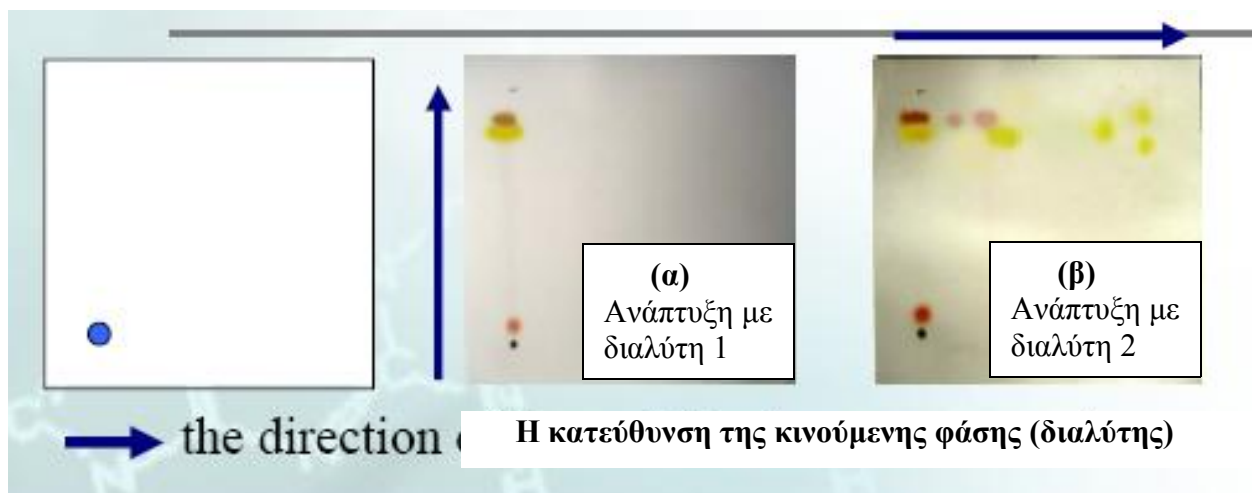 (α)
Ανάπτυξη με
διαλύτη 1
(β)
Ανάπτυξη με
διαλύτη 2
the direction
Η κατεύθυνση της κινούμενης φάσης (διαλύτης)